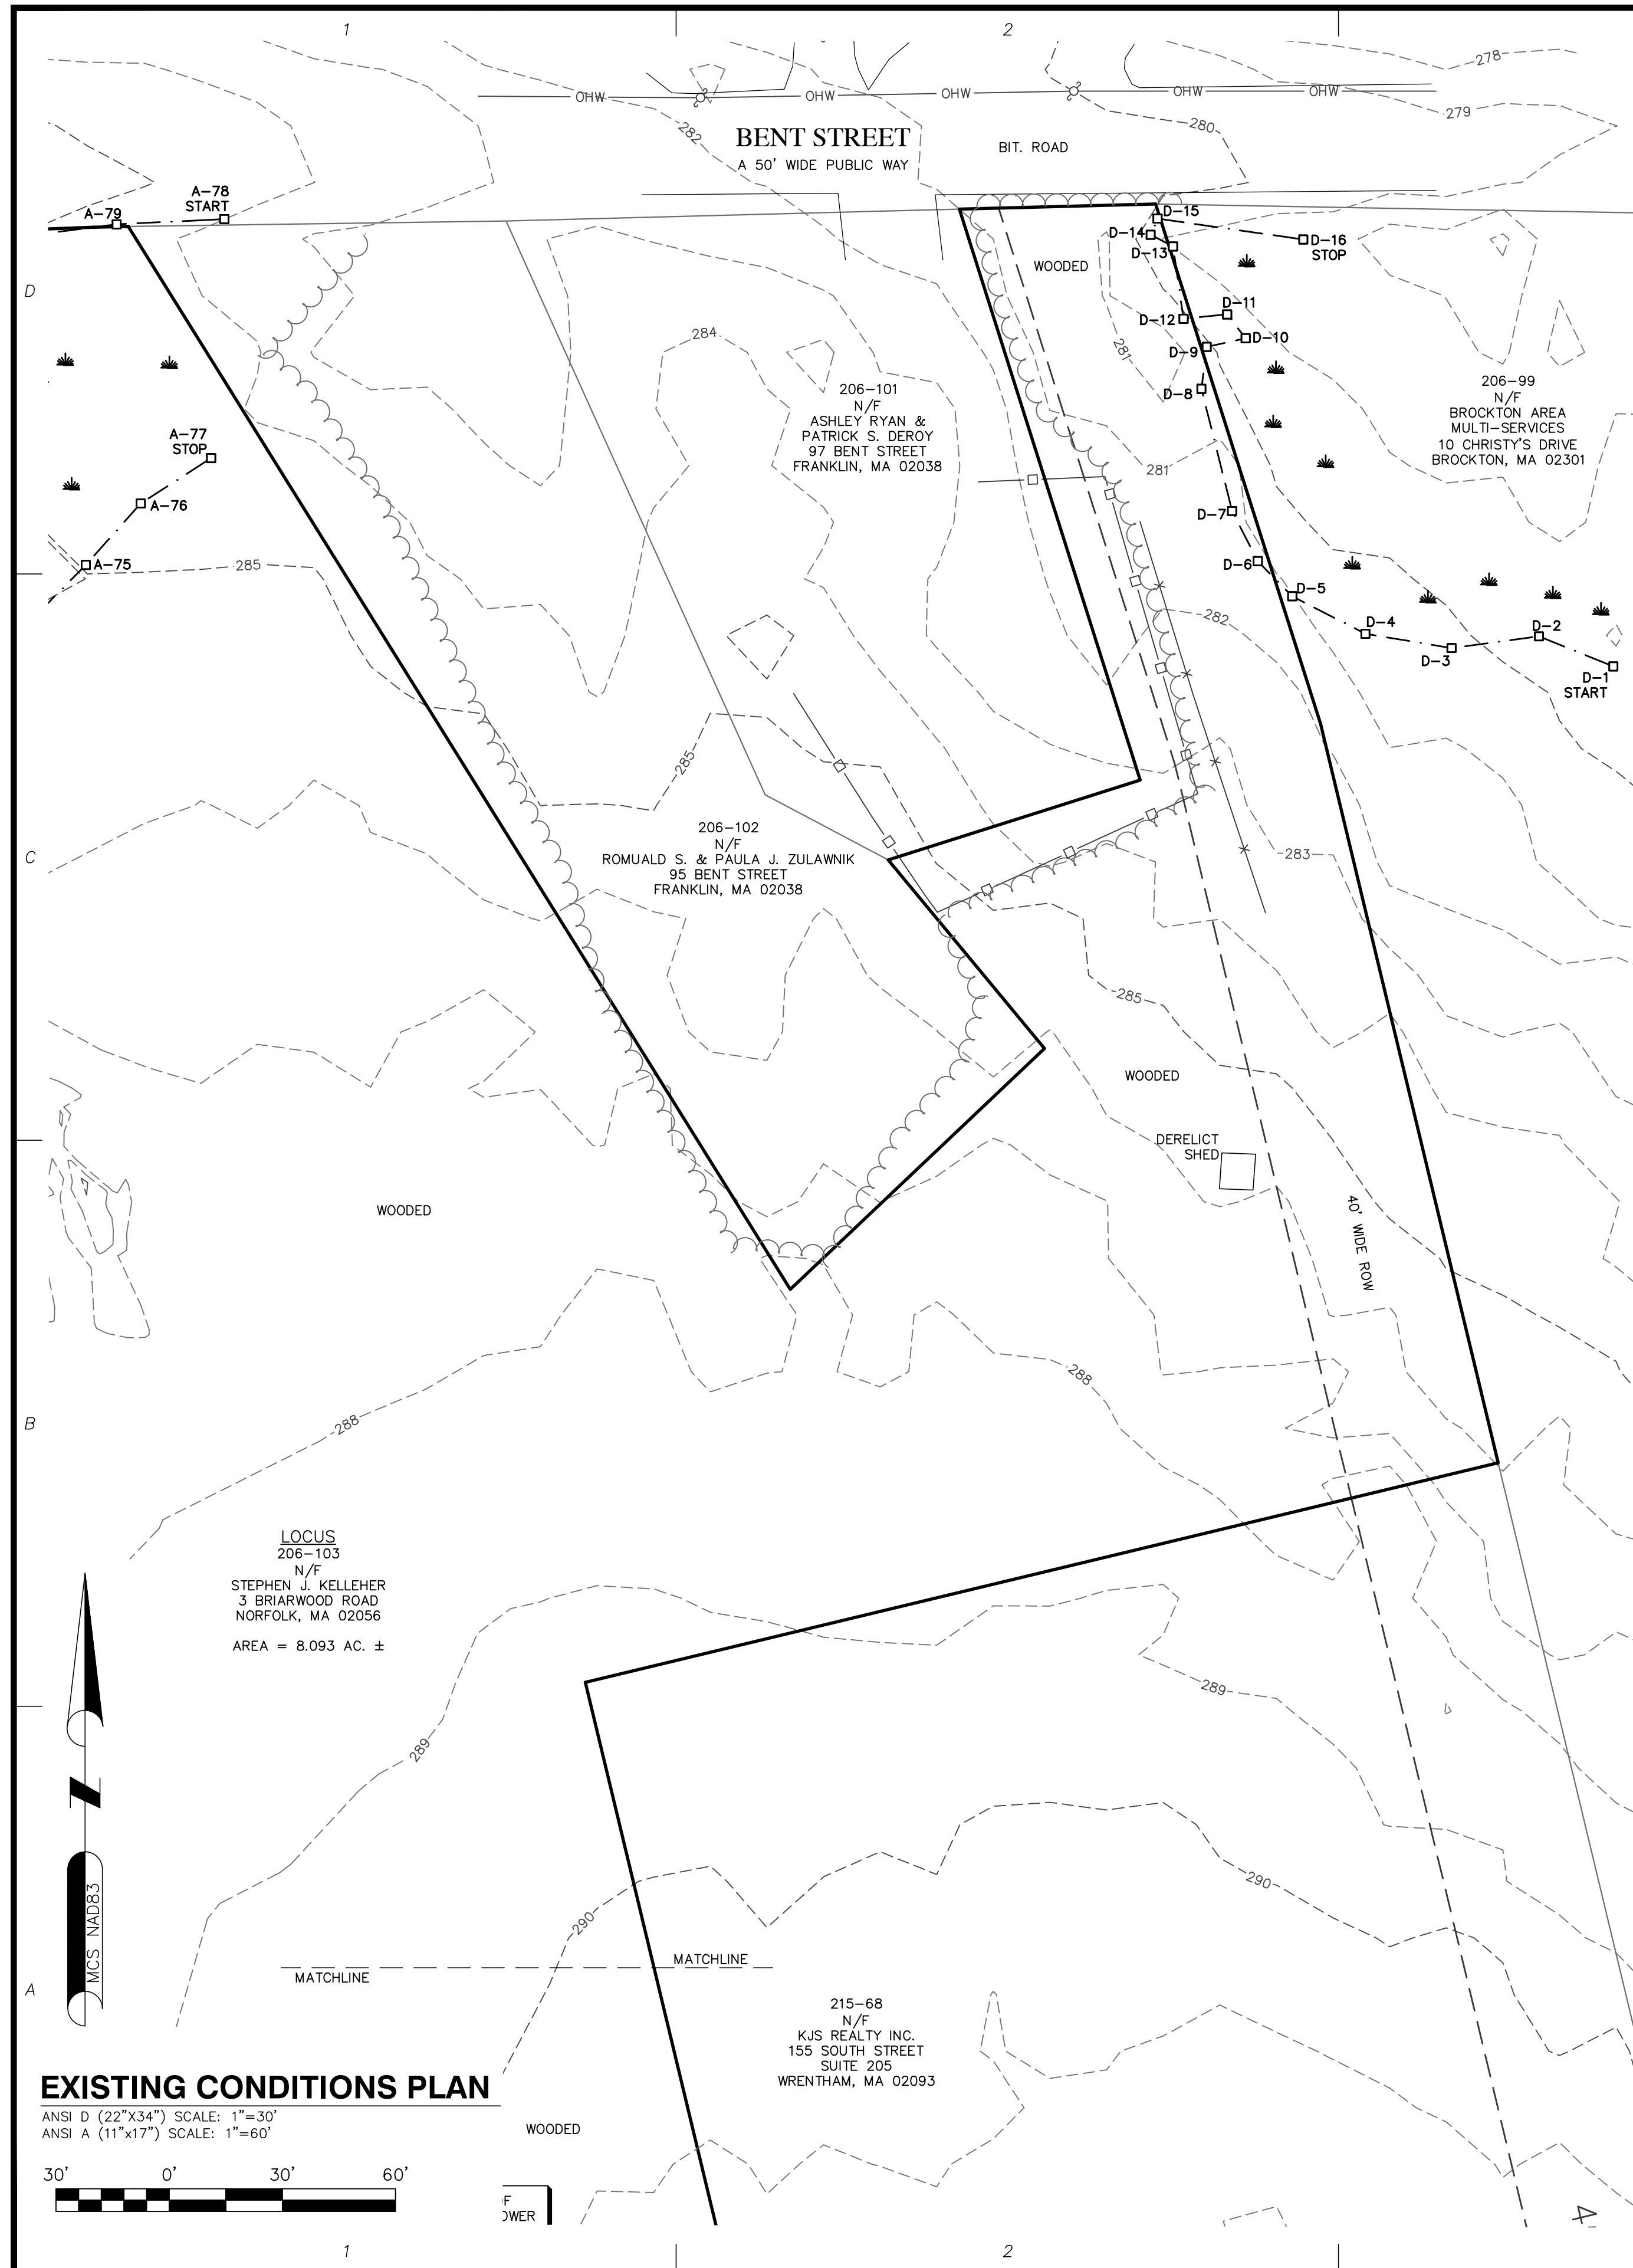 1
2
278
OHW
OHW
OHW
OHW
OHW
279
280
282
BENT STREET
A 50' WIDE PUBLIC WAY
BIT. ROAD
A-78
START
A-79
D-15
D-14
D-13
D-16
STOP
WOODED
D
D-12
D-11
D-10
D-9
D-8
281
284
206-101
N/F
ASHLEY RYAN &
PATRICK S. DEROY
97 BENT STREET
FRANKLIN, MA 02038
206-99
N/F
BROCKTON AREA
MULTI-SERVICES
10 CHRISTY'S DRIVE
BROCKTON, MA 02301
A-77
STOP
A-76
A-75
281
D-7
D-6
D-5
D-4
D-3
D-2
D-1
START
285
282
285
206-102
N/F
ROMUALD S. & PAULA J. ZULAWNIK
95 BENT STREET
FRANKLIN, MA 02038
C
283
285
WOODED
DERELICT
SHED
WOODED
40' WIDE ROW
288
288
B
LOCUS
206-103
N/F
STEPHEN J. KELLEHER
3 BRIARWOOD ROAD
NORFOLK, MA 02056
AREA = 8.093 AC. ±
289
289
290
290
N
MCS NAD83
MATCHLINE
MATCHLINE
A
215-68
N/F
KJS REALTY INC.
155 SOUTH STREET
SUITE 205
WRENTHAM, MA 02093
EXISTING CONDITIONS PLAN
ANSI D (22"X34") SCALE: 1"=30'
ANSI A (11"x17") SCALE: 1"=60'
WOODED
30'
0'
30'
60'
1
2